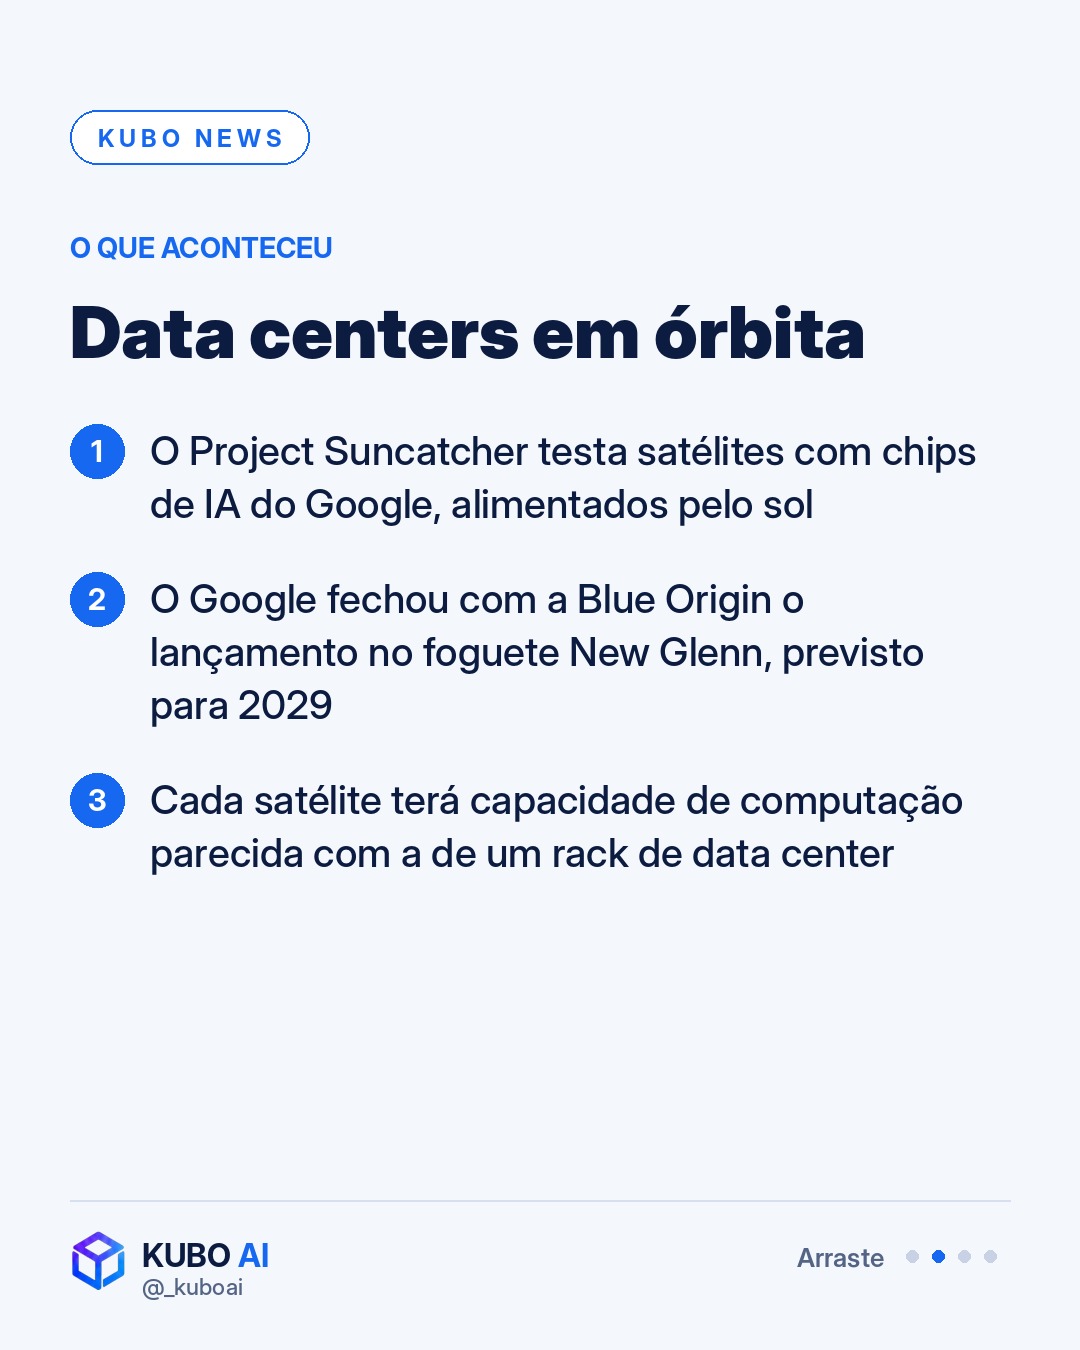 KUBO NEWS
O QUE ACONTECEU
Data centers em órbita
1 O Project Suncatcher testa satélites com chips
de IA do Google, alimentados pelo sol
2 O Google fechou com a Blue Origin o
lançamento no foguete New Glenn, previsto
para 2029
3 Cada satélite terá capacidade de computação
parecida com a de um rack de data center
KUBO AI
@_kuboai
Arraste